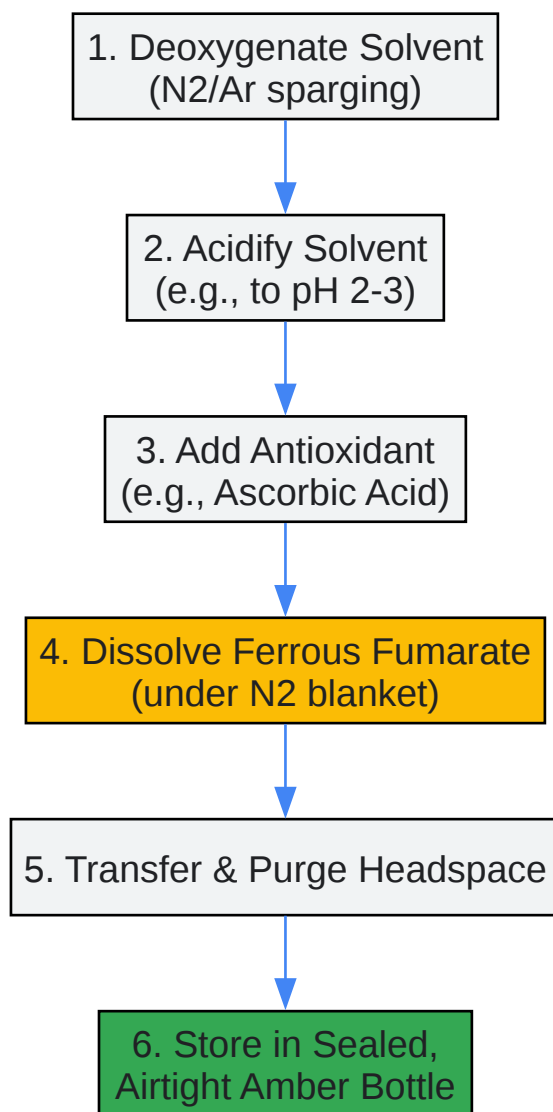 1. Deoxygenate Solvent
(N2/Ar sparging)
2. Acidify Solvent
(e.g., to pH 2-3)
3. Add Antioxidant
(e.g., Ascorbic Acid)
4. Dissolve Ferrous Fumarate
(under N2 blanket)
5. Transfer & Purge Headspace
6. Store in Sealed,
Airtight Amber Bottle